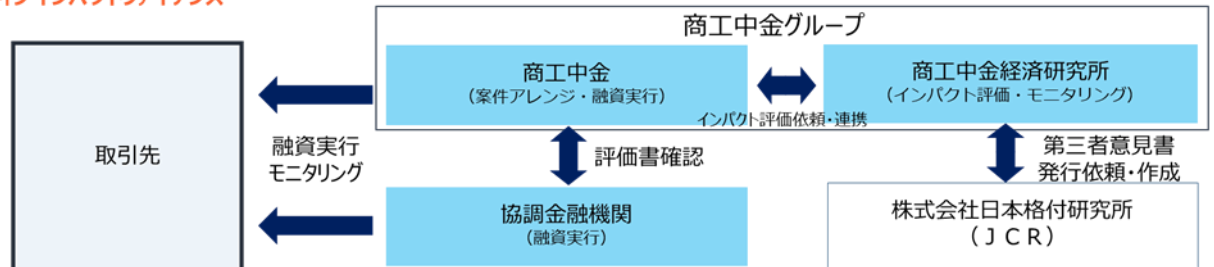 商工中金グループ
商工中金
(案件アレンジ・融資実行)
商工中金経済研究所
(インパクト評価・モニタリング)
インパクト評価依頼・連携
取引先
融資実行
モニタリング
評価書確認
第三者意見書
発行依頼・作成
協調金融機関
(融資実行)
株式会社日本格付研究所
(JCR)